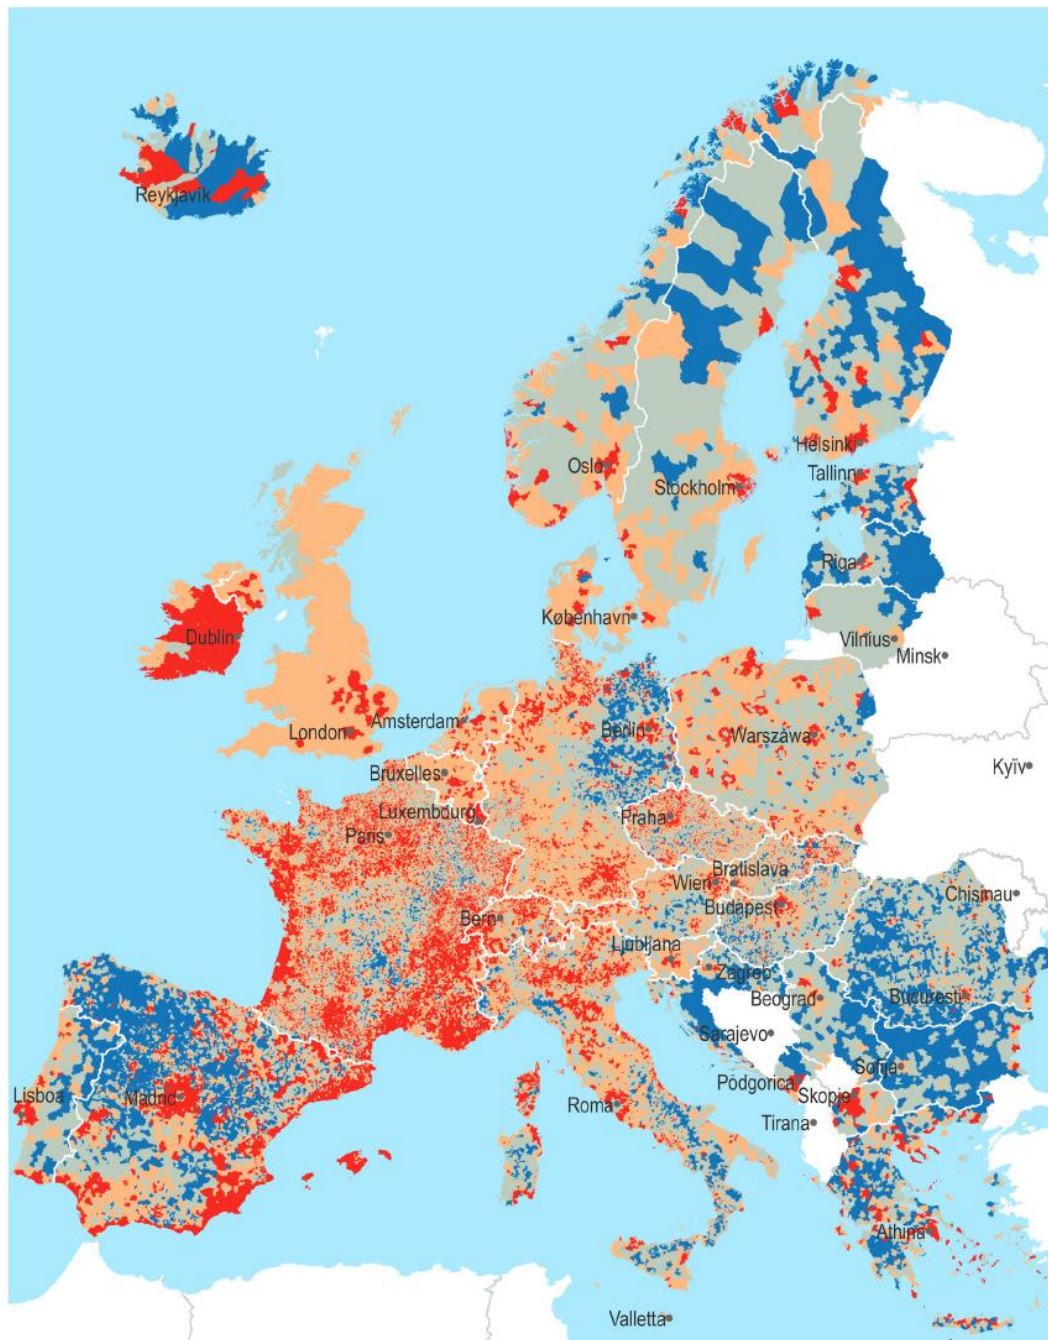 Reykjavík
Helsinki
Oslo
Tallinn
Stockholm
Riga
København
Dublin
Vilnius
Minsk
Amsterdam
London
Berlin
Warszawa
Kyïv
Bruxelles
Luxembourg
Praha
Paris
Bratislava
Wien
Chisinau
Budapest
Bern
Ljubljana
Zagreb
Beograd
Bucuresti
Sarajevo
Sofija
Podgorica
Lisboa
Madrid
Skopje
Roma
Tirana
Athina
Valletta